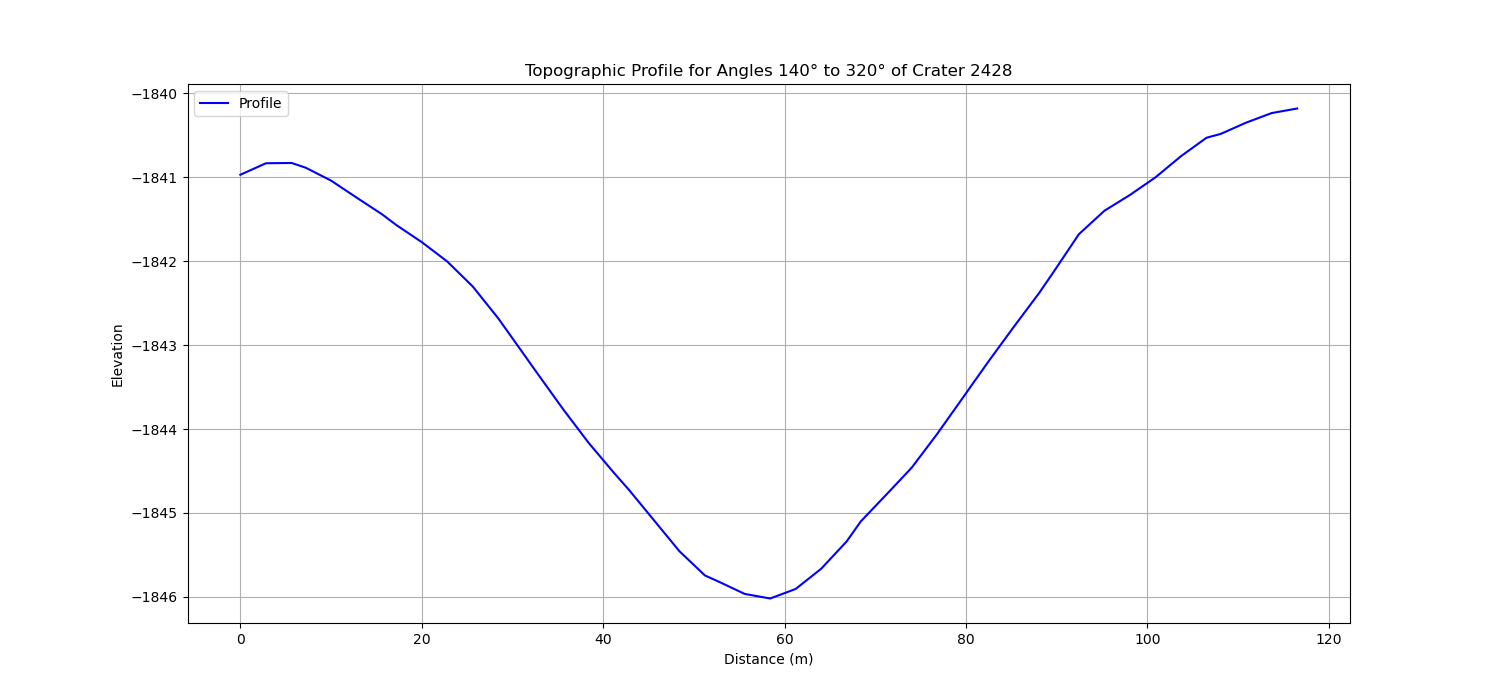 Topographic Profile for Angles 140° to 320° of Crater 2428
Profile
−1840
−1841
−1842
−1843
−1844
−1845
−1846
Elevation
0 20 40 60 80 100 120
Distance (m)